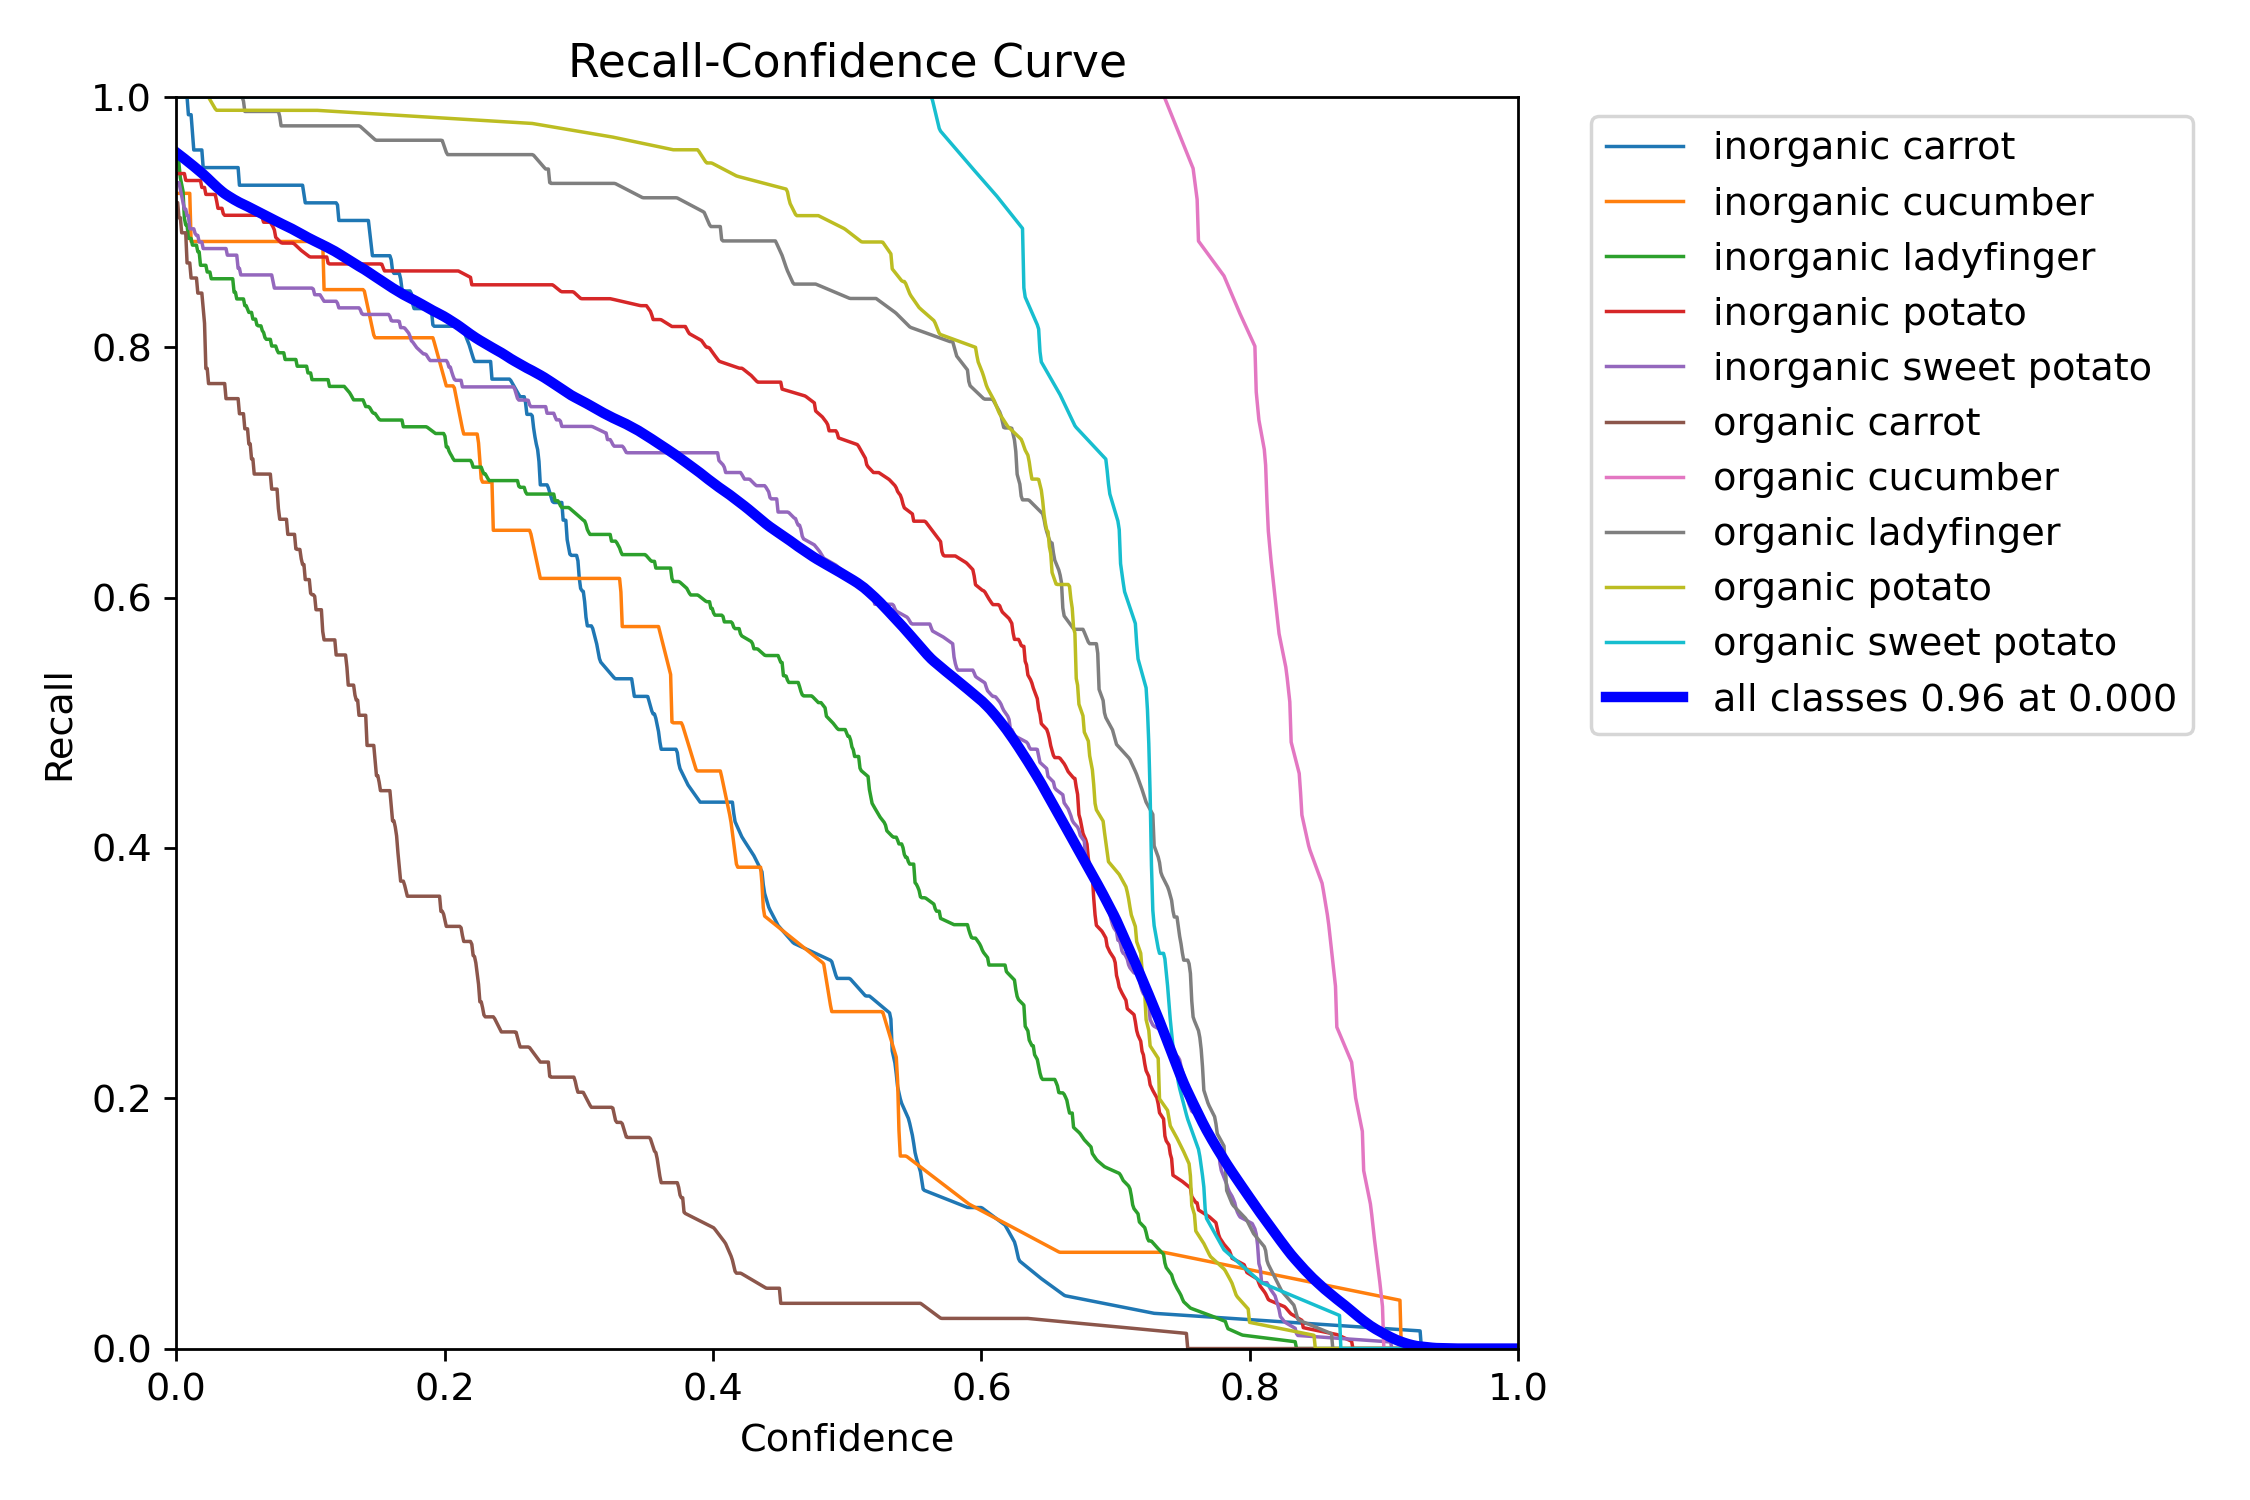 Recall-Confidence Curve
1.0
0.8
0.6
0.4
0.2
0.0
Recall
0.0 0.2 0.4 0.6 0.8 1.0
Confidence
inorganic carrot
inorganic cucumber
inorganic ladyfinger
inorganic potato
inorganic sweet potato
organic carrot
organic cucumber
organic ladyfinger
organic potato
organic sweet potato
all classes 0.96 at 0.000